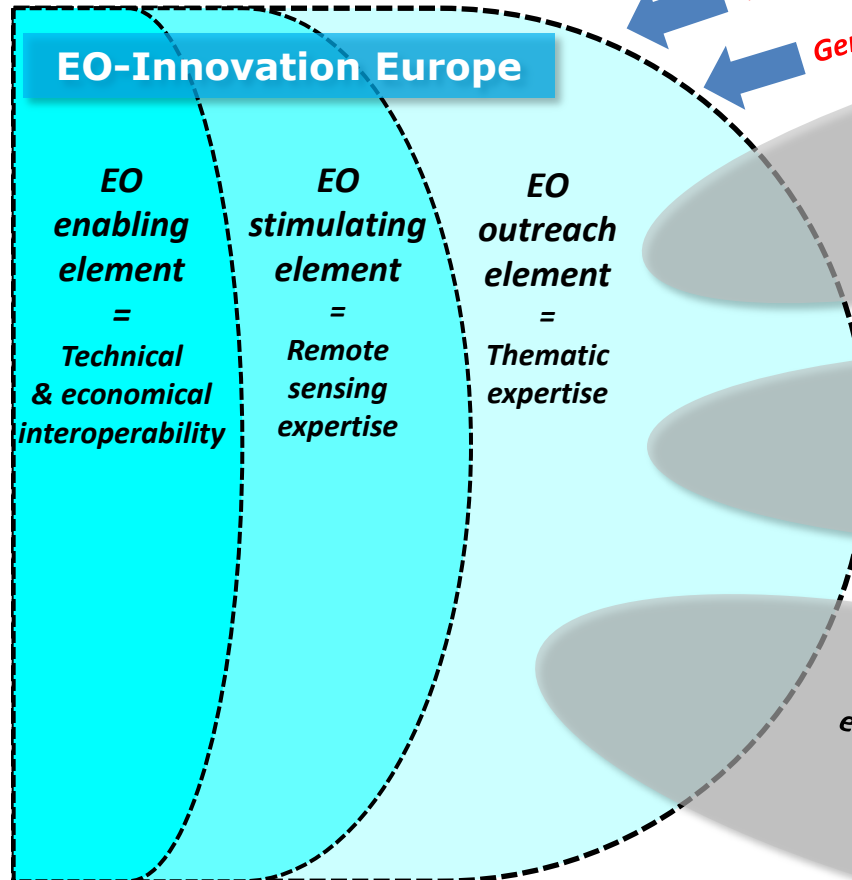 EO-Innovation Europe
EO
enabling
element
=
Technical
& economical
interoperability
EO
stimulating
element
=
Remote
sensing
expertise
EO
outreach
element
=
Thematic
expertise